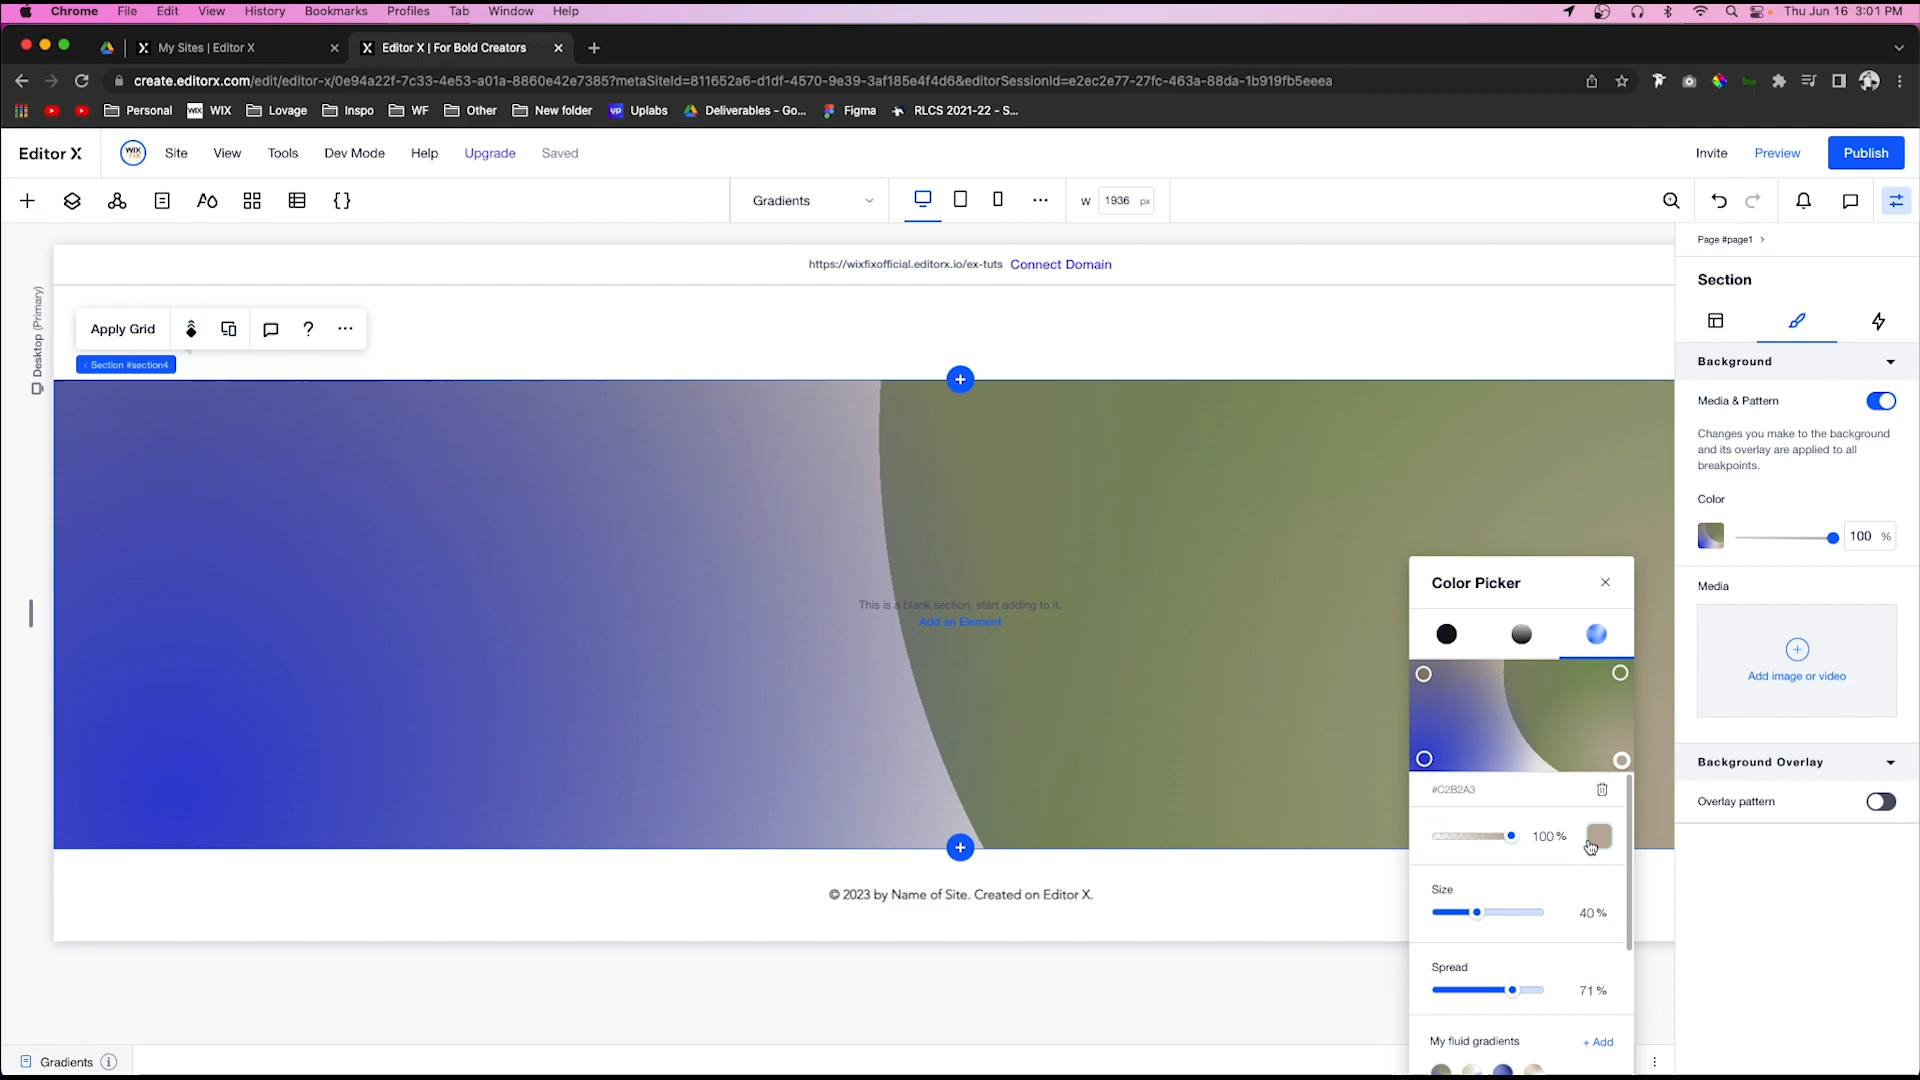 Chrome File Edit View History Bookmarks Profiles Tab Window Help Thu Jun 16 3:01 PM
My Sites | Editor X Editor X | For Bold Creators
create.editorx.com/edit/editor-x/0e94a22f-7c33-4e53-a01a-8860e42e7385?metaSiteId=811652a6-d1df-4570-9e39-3af185e4f4d6&editorSessionId=e2ec2e77-27fc-463a-88da-1b919fb5eeea
Personal WIX WIX Lovage Inspo WF Other New folder up Uplabs Deliverables - Go... Figma RLCS 2021-22 - S...
Editor X WIX FIX Site View Tools Dev Mode Help Upgrade Saved Invite Preview Publish
Gradients W 1936 px
Page #page1
https://wixfixofficial.editorx.io/ex-tuts Connect Domain
Section
Desktop (Primary)
Apply Grid
Section #section4
Background
Media & Pattern
Changes you make to the background
and its overlay are applied to all
breakpoints.
Color
100 %
Media
Add image or video
Background Overlay
Overlay pattern
This is a blank section, start adding to it.
Add an Element
Color Picker
#C2B2A3
100 %
Size
40 %
Spread
71 %
My fluid gradients + Add
© 2023 by Name of Site. Created on Editor X.
Gradients